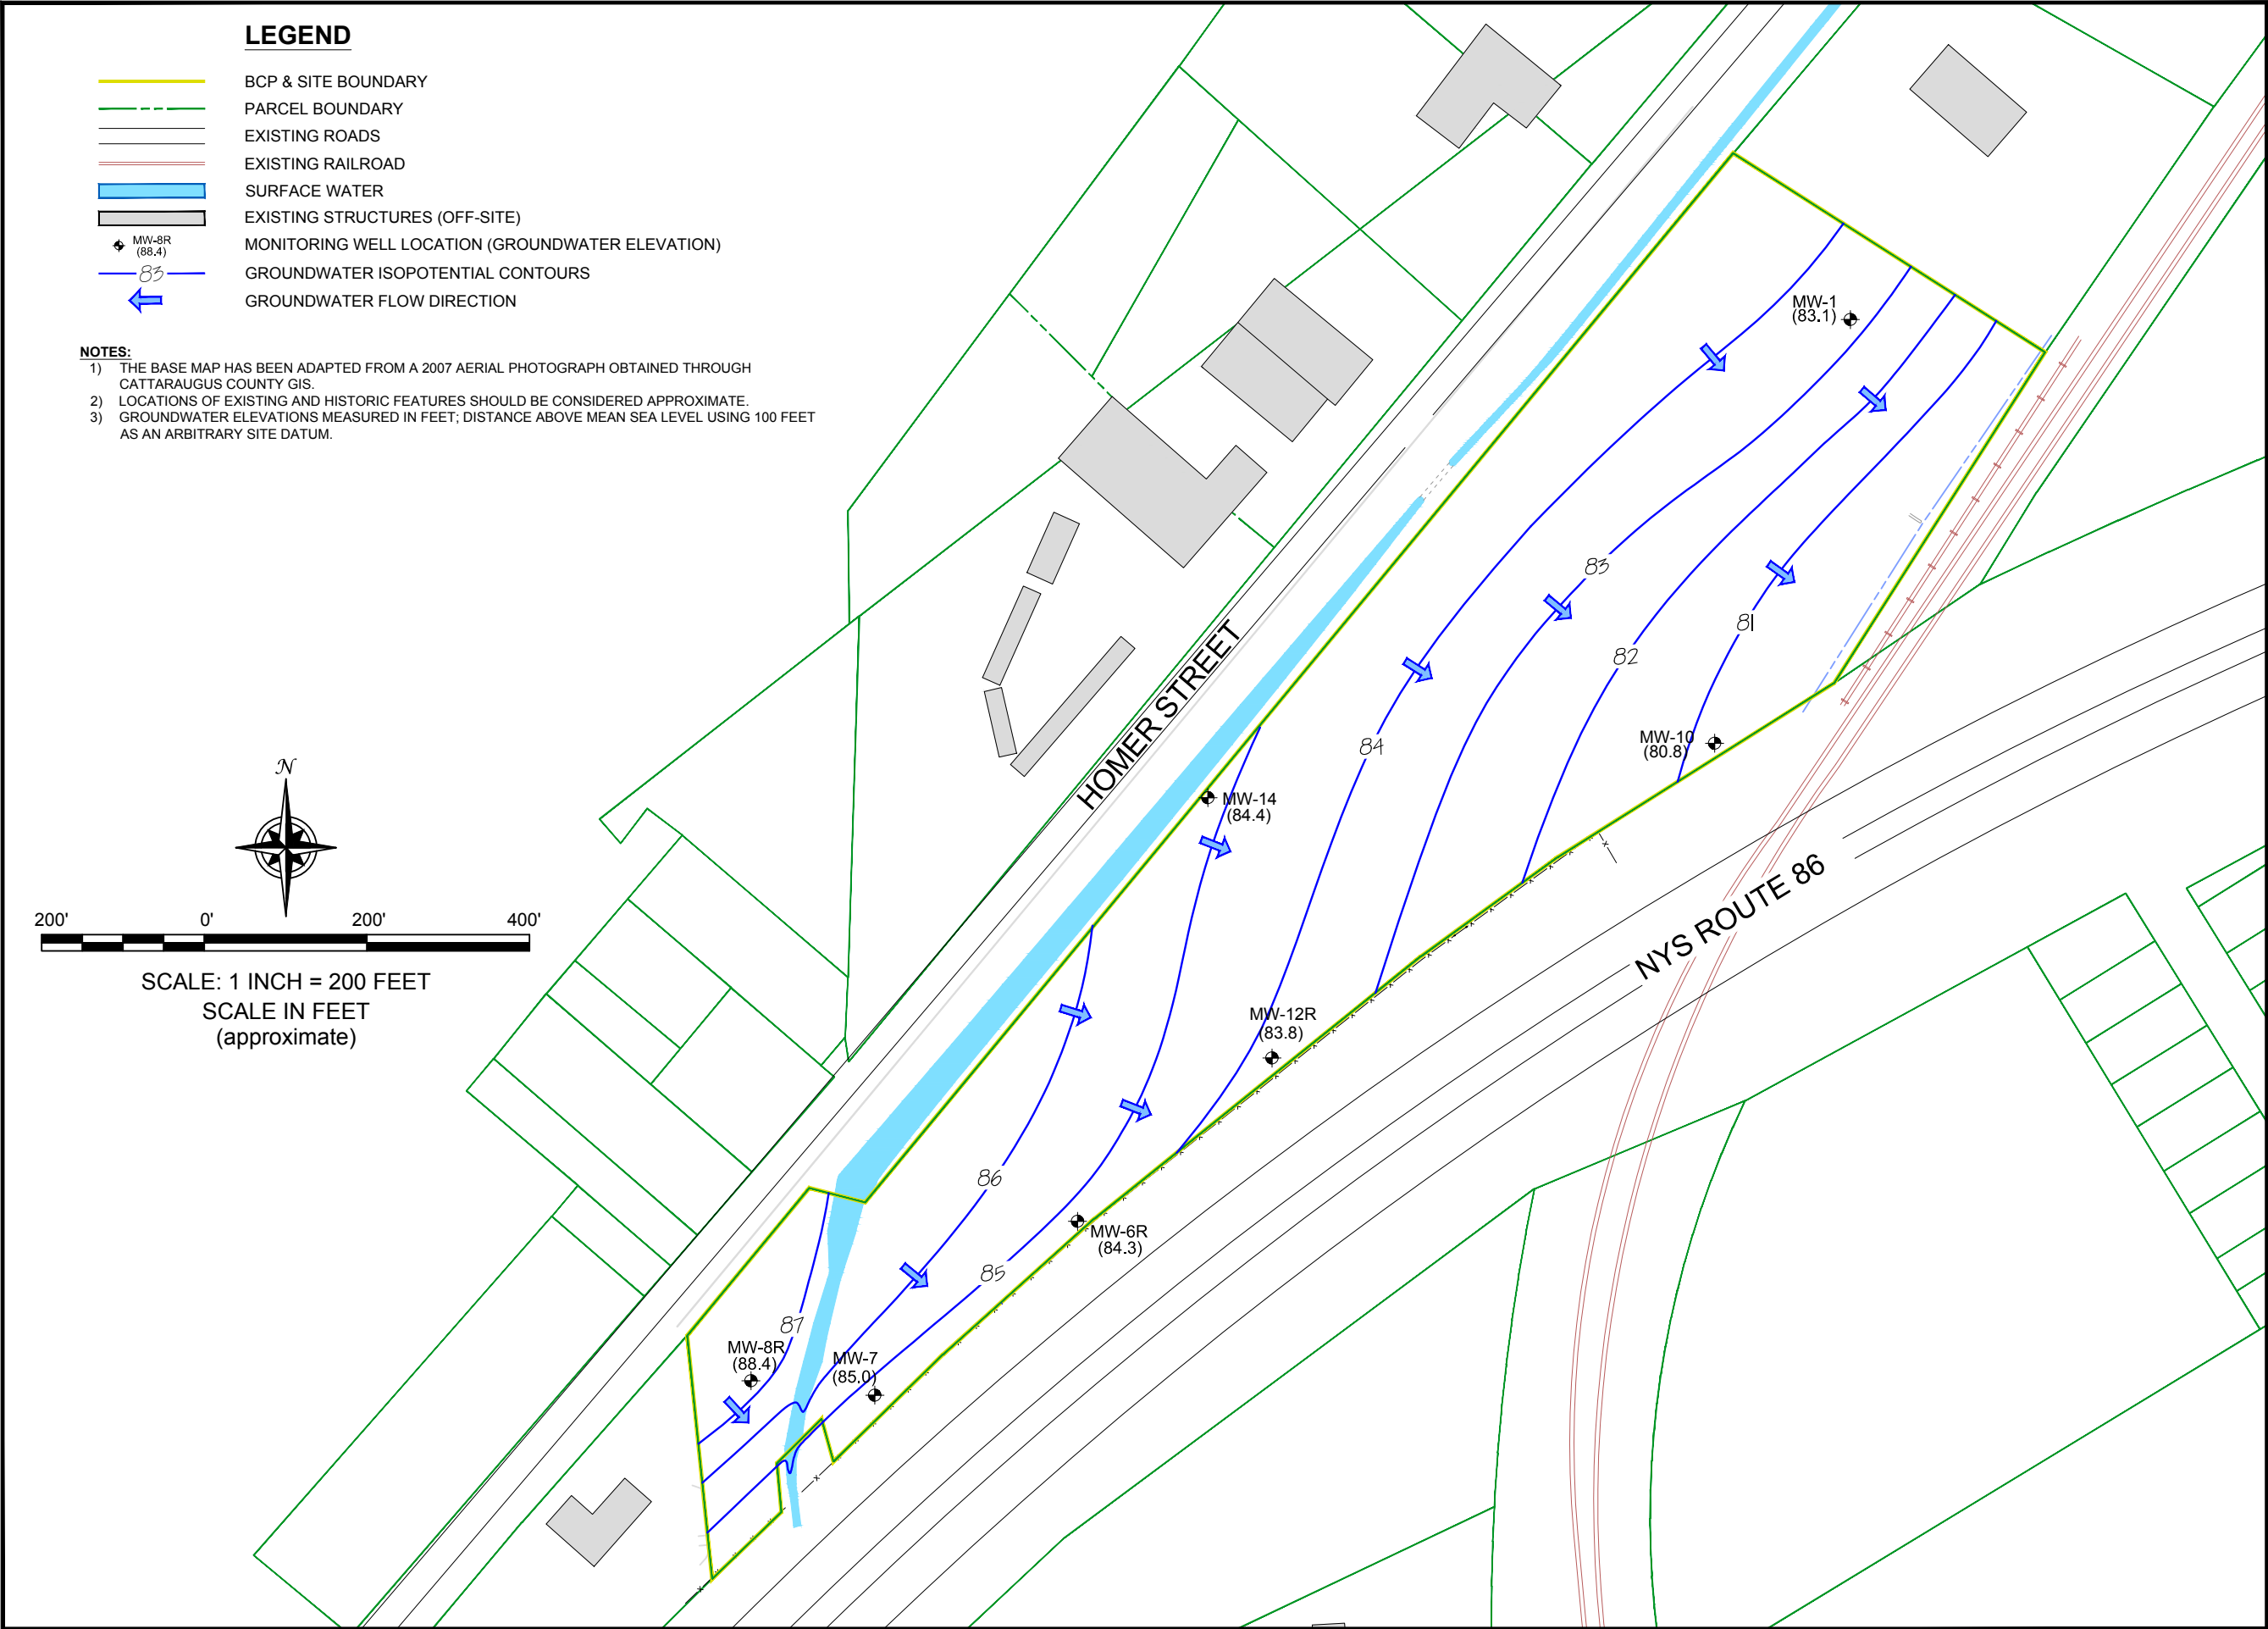 LEGEND
BCP & SITE BOUNDARY
PARCEL BOUNDARY
EXISTING ROADS
EXISTING RAILROAD
SURFACE WATER
EXISTING STRUCTURES (OFF-SITE)
MW-8R
(88.4)
MONITORING WELL LOCATION (GROUNDWATER ELEVATION)
83
GROUNDWATER ISOPOTENTIAL CONTOURS
GROUNDWATER FLOW DIRECTION
NOTES:
1) THE BASE MAP HAS BEEN ADAPTED FROM A 2007 AERIAL PHOTOGRAPH OBTAINED THROUGH
CATTARAUGUS COUNTY GIS.
2) LOCATIONS OF EXISTING AND HISTORIC FEATURES SHOULD BE CONSIDERED APPROXIMATE.
3) GROUNDWATER ELEVATIONS MEASURED IN FEET; DISTANCE ABOVE MEAN SEA LEVEL USING 100 FEET
AS AN ARBITRARY SITE DATUM.
MW-1
(83.1)
83
81
82
HOMER STREET
84
MW-10
(80.8)
MW-14
(84.4)
N
200' 0' 200' 400'
SCALE: 1 INCH = 200 FEET
SCALE IN FEET
(approximate)
NYS ROUTE 86
MW-12R
(83.8)
86
MW-6R
(84.3)
85
87
MW-8R
(88.4)
MW-7
(85.0)